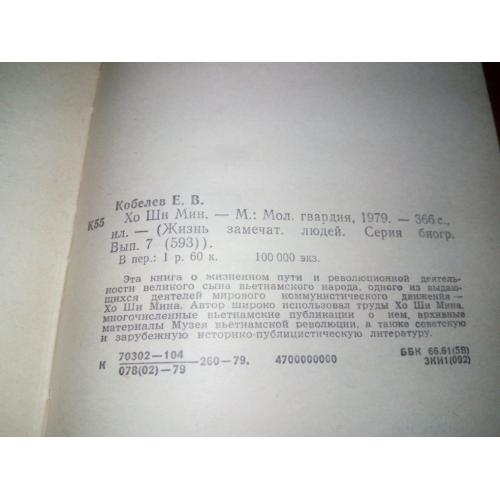 Кобелев Е. В.
К55 Хо Ши Мин. — М.: Мол. гвардия, 1979. — 366 с.,
ил. — (Жизнь замечат. людей. Серия биогр.
Вып. 7 (593)).
В пер.: 1 р. 60 к. 100 000 экз.
Эта книга о жизненном пути и революционной деятель-
ности великого сына вьетнамского народа, одного из выдаю-
щихся деятелей мирового коммунистического движения —
Хо Ши Мина. Автор широко использовал труды Хо Ши Мина,
многочисленные вьетнамские публикации о нем, архивные
материалы Музея вьетнамской революции, а также советскую
и зарубежную историко-публицистическую литературу.
К 70302—104
078(02)—79 —260—79. 4700000000
ББК 66.61(5В)
3КИ1(092)